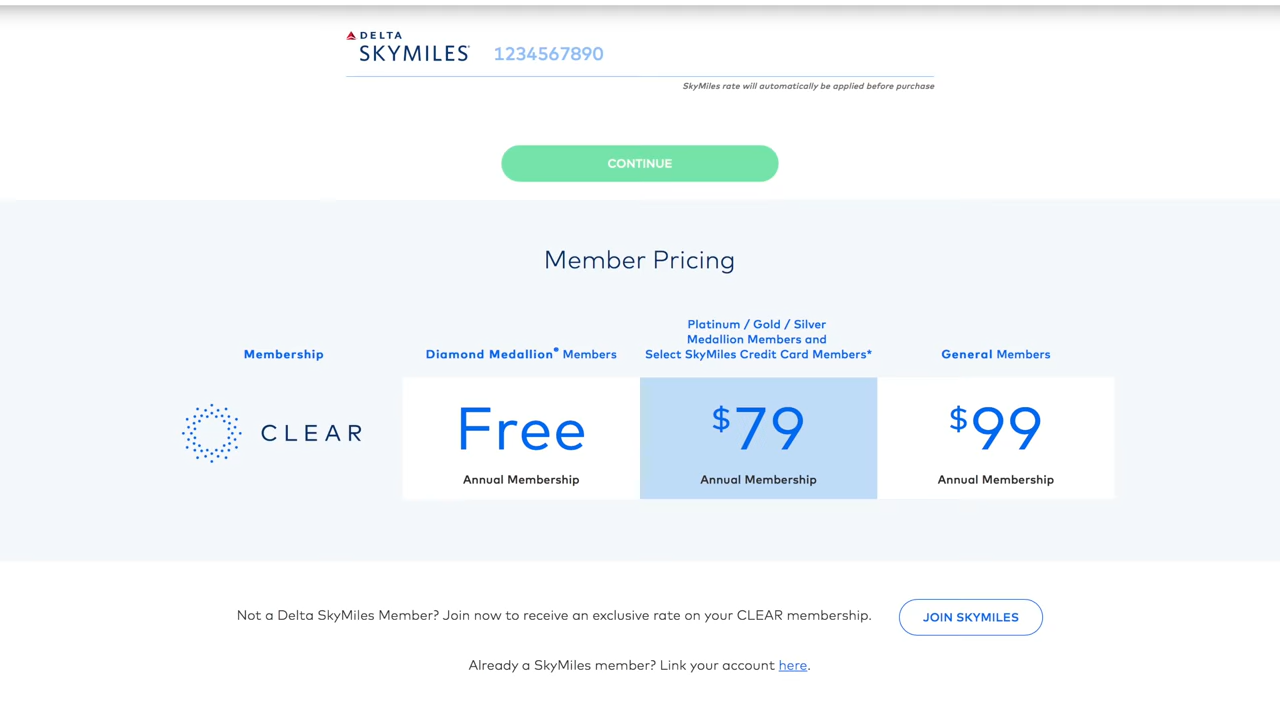 DELTA
SKYMILES 1234567890
SkyMiles rate will automatically be applied before purchase
CONTINUE
Member Pricing
Membership
Diamond Medallion® Members
Platinum / Gold / Silver
Medallion Members and
Select SkyMiles Credit Card Members*
General Members
CLEAR
Free
Annual Membership
$79
Annual Membership
$99
Annual Membership
Not a Delta SkyMiles Member? Join now to receive an exclusive rate on your CLEAR membership.
JOIN SKYMILES
Already a SkyMiles member? Link your account here.